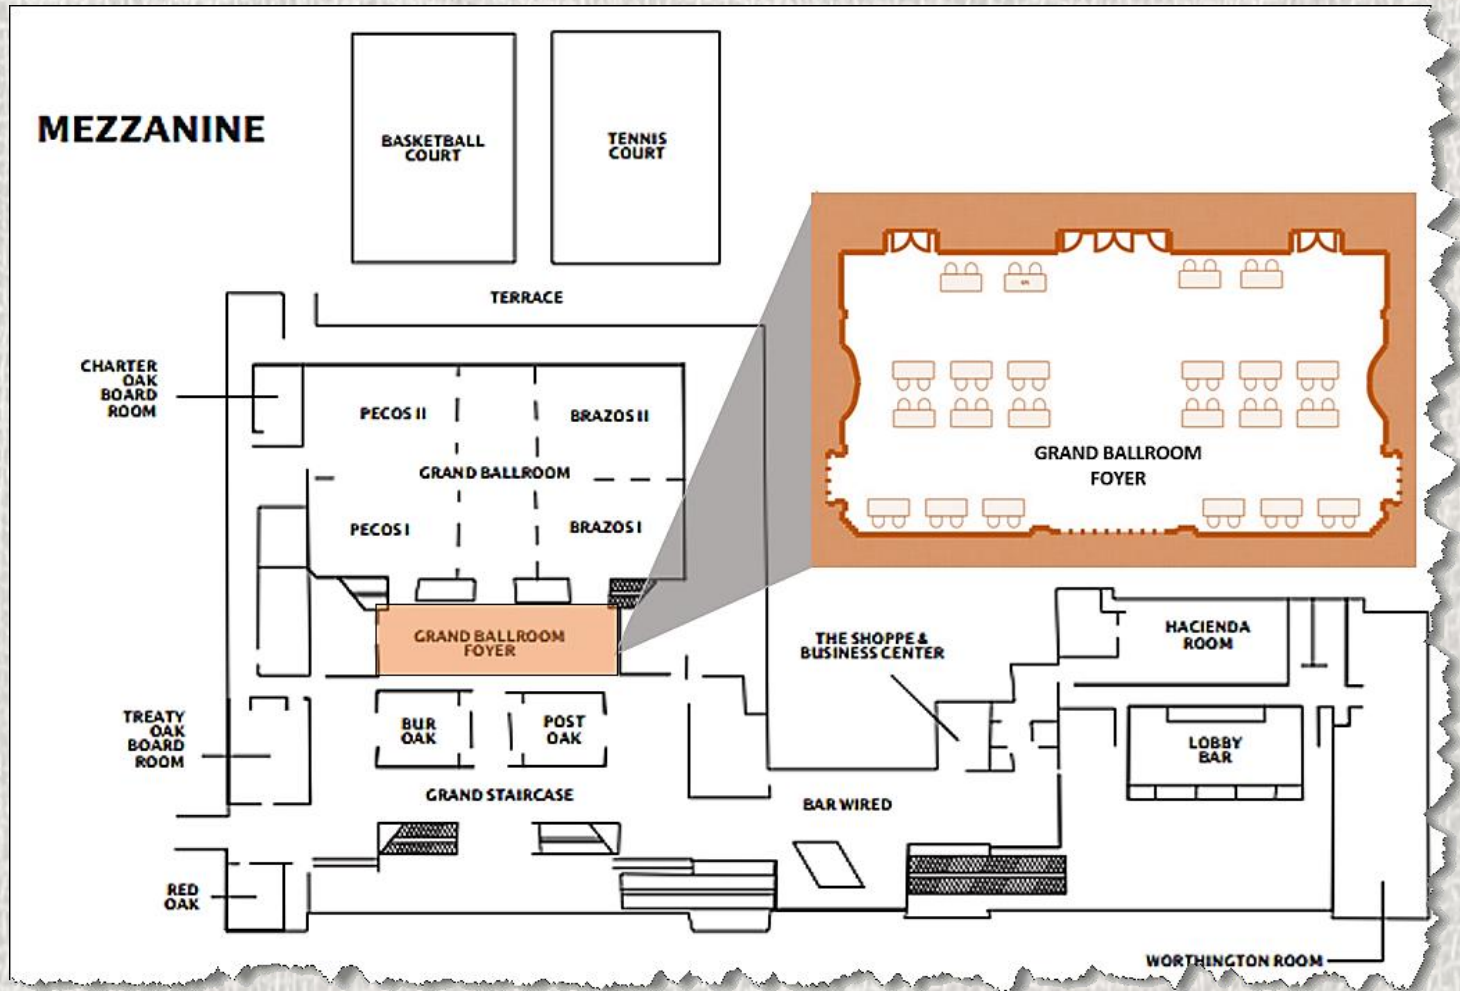 MEZZANINE
BASKETBALL
COURT
TENNIS
COURT
TERRACE
CHARTER
OAK
BOARD
ROOM
PECOS II
BRAZOS II
GRAND BALLROOM
PECOS I
BRAZOS I
GRAND BALLROOM
FOYER
GRAND BALLROOM
FOYER
THE SHOPPE &
BUSINESS CENTER
HACIENDA
ROOM
TREATY
OAK
BOARD
ROOM
BUR
OAK
POST
OAK
LOBBY
BAR
GRAND STAIRCASE
BAR WIRED
RED
OAK
WORTHINGTON ROOM